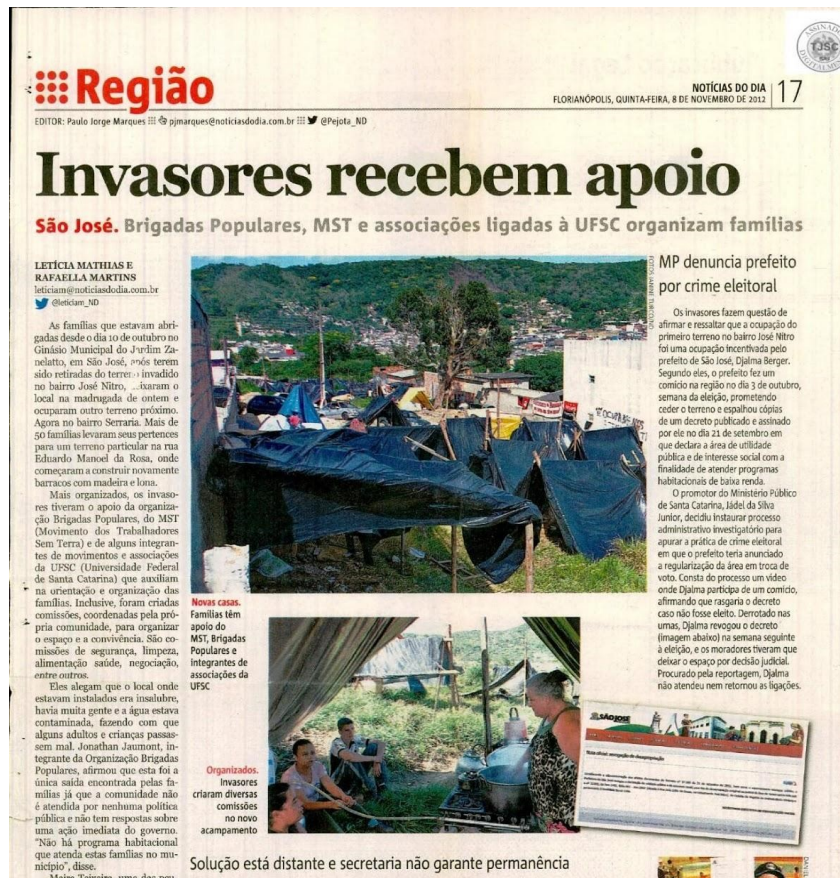 ASSINADO
DIGITALMENTE
TJSC
Região
NOTÍCIAS DO DIA
FLORIANÓPOLIS, QUINTA-FEIRA, 8 DE NOVEMBRO DE 2012
17
EDITOR: Paulo Jorge Marques pjmarques@noticiasdodia.com.br @Pejota_ND
Invasores recebem apoio
São José. Brigadas Populares, MST e associações ligadas à UFSC organizam famílias
LETÍCIA MATHIAS E
RAFAELLA MARTINS
leticiam@noticiasdodia.com.br
@leticiam_ND
As famílias que estavam abri-
gadas desde o dia 10 de outubro no
Ginásio Municipal do Jardim Za-
nelatto, em São José, após terem
sido retiradas do terreno invadido
no bairro José Nitro, ..ixaram o
local na madrugada de ontem e
ocuparam outro terreno próximo.
Agora no bairro Serraria. Mais de
50 famílias levaram seus pertences
para um terreno particular na rua
Eduardo Manoel da Rosa, onde
começaram a construir novamente
barracos com madeira e lona.
Mais organizados, os invaso-
res tiveram o apoio da organiza-
ção Brigadas Populares, do MST
(Movimento dos Trabalhadores
Sem Terra) e de alguns integran-
tes de movimentos e associações
da UFSC (Universidade Federal
de Santa Catarina) que auxiliam
na orientação e organização das
famílias. Inclusive, foram criadas
comissões, coordenadas pela pró-
pria comunidade, para organizar
o espaço e a convivência. São co-
missões de segurança, limpeza,
alimentação saúde, negociação,
entre outros.
Eles alegam que o local onde
estavam instalados era insalubre,
havia muita gente e a água estava
contaminada, fazendo com que
alguns adultos e crianças passas-
sem mal. Jonathan Jaumont, in-
tegrante da Organização Brigadas
Populares, afirmou que esta foi a
única saída encontrada pelas fa-
mílias já que a comunidade não
é atendida por nenhuma política
pública e não tem respostas sobre
uma ação imediata do governo.
"Não há programa habitacional
que atenda estas famílias no mu-
nicípio", disse.
Novas casas.
Famílias têm
apoio do
MST, Brigadas
Populares e
integrantes de
associações da
UFSC
Organizados.
Invasores
criaram diversas
comissões
no novo
acampamento
MP denuncia prefeito
por crime eleitoral
Os invasores fazem questão de
afirmar e ressaltar que a ocupação do
primeiro terreno no bairro José Nitro
foi uma ocupação incentivada pelo
prefeito de São José, Djalma Berger.
Segundo eles, o prefeito fez um
comício na região no dia 3 de outubro,
semana da eleição, prometendo
ceder o terreno e espalhou cópias
de um decreto publicado e assinado
por ele no dia 21 de setembro em
que declara a área de utilidade
pública e de interesse social com a
finalidade de atender programas
habitacionais de baixa renda.
O promotor do Ministério Público
de Santa Catarina, Jádel da Silva
Junior, decidiu instaurar processo
administrativo investigatório para
apurar a prática de crime eleitoral
em que o prefeito teria anunciado
a regularização da área em troca de
voto. Consta do processo um vídeo
onde Djalma participa de um comício,
afirmando que rasgaria o decreto
caso não fosse eleito. Derrotado nas
urnas, Djalma revogou o decreto
(imagem abaixo) na semana seguinte
à eleição, e os moradores tiveram que
deixar o espaço por decisão judicial.
Procurado pela reportagem, Djalma
não atendeu nem retornou as ligações.
SÃO JOSÉ
Solução está distante e secretaria não garante permanência